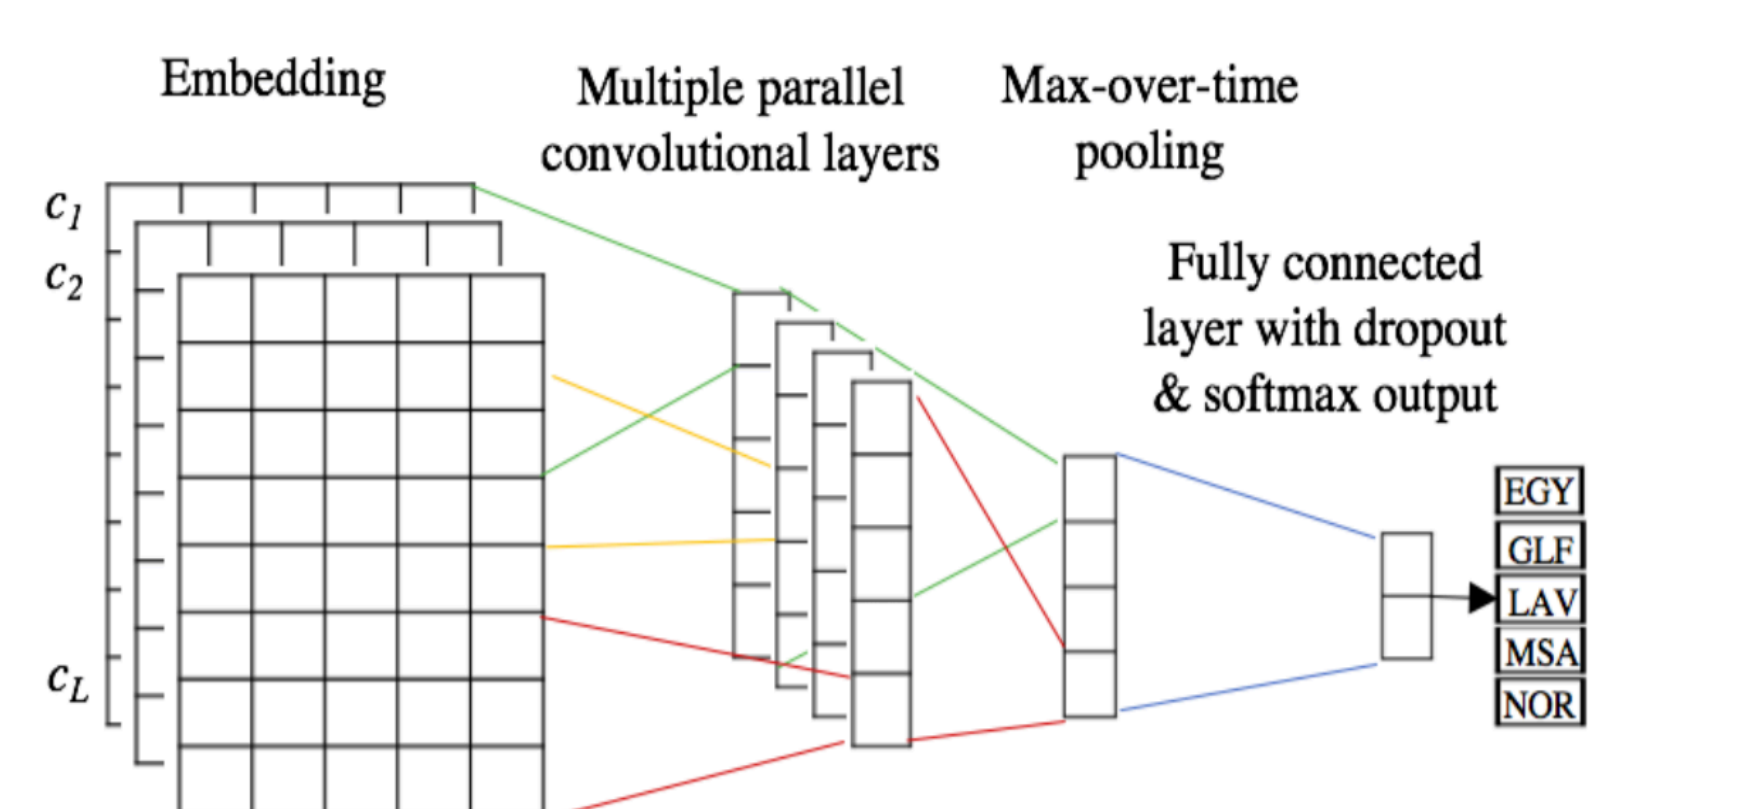 Embedding
Multiple parallel
convolutional layers
Max-over-time
pooling
Fully connected
layer with dropout
& softmax output
c1
c2
cL
EGY
GLF
LAV
MSA
NOR